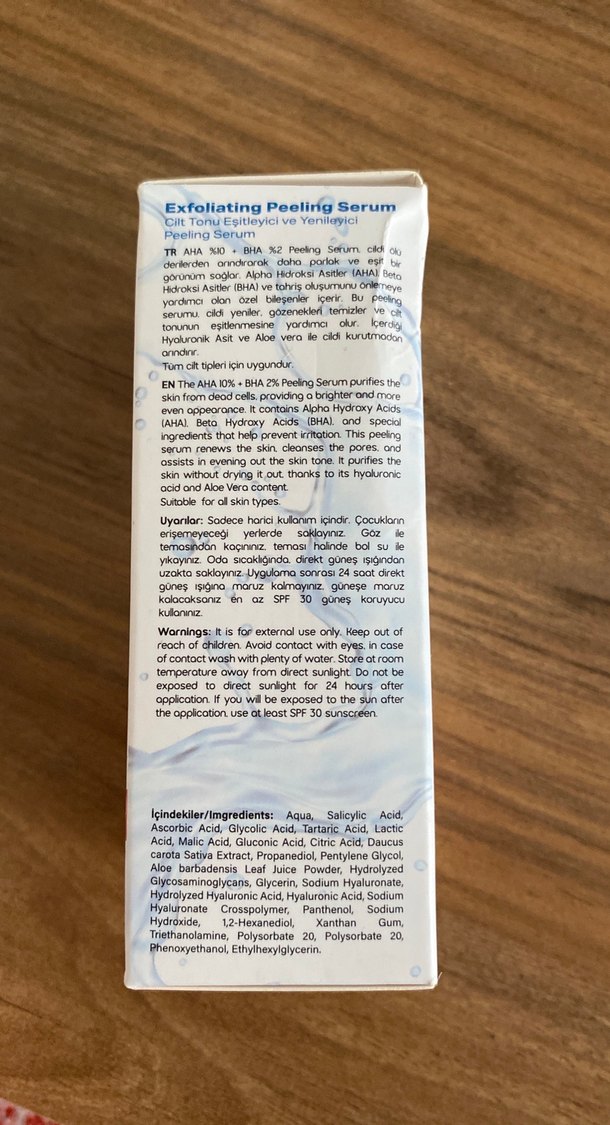 Exfoliating Peeling Serum
Cilt Tonu Eşitleyici ve Yenileyici
Peeling Serum
TR AHA %10 + BHA %2 Peeling Serum, cildi ölü
derilerden arındırarak daha parlak ve eşit bir
görünüm sağlar. Alpha Hidroksi Asitler (AHA), Beta
Hidroksi Asitler (BHA) ve tahriş oluşumunu önlemeye
yardımcı olan özel bileşenler içerir. Bu peeling
serumu, cildi yeniler, gözenekleri temizler ve cilt
tonunun eşitlenmesine yardımcı olur. İçerdiği
Hyaluronik Asit ve Aloe vera ile cildi kurutmadan
arındırır.
Tüm cilt tipleri için uygundur.
EN The AHA 10% + BHA 2% Peeling Serum purifies the
skin from dead cells, providing a brighter and more
even appearance. It contains Alpha Hydroxy Acids
(AHA), Beta Hydroxy Acids (BHA), and special
ingredients that help prevent irritation. This peeling
serum renews the skin, cleanses the pores, and
assists in evening out the skin tone. It purifies the
skin without drying it out, thanks to its hyaluronic
acid and Aloe Vera content.
Suitable for all skin types.
Uyarılar: Sadece harici kullanım içindir. Çocukların
erişemeyeceği yerlerde saklayınız. Göz ile
temasından kaçınınız, teması halinde bol su ile
yıkayınız. Oda sıcaklığında, direkt güneş ışığından
uzakta saklayınız. Uygulama sonrası 24 saat direkt
güneş ışığına maruz kalmayınız, güneşe maruz
kalacaksanız en az SPF 30 güneş koruyucu
kullanınız.
Warnings: It is for external use only. Keep out of
reach of children. Avoid contact with eyes, in case
of contact wash with plenty of water. Store at room
temperature away from direct sunlight. Do not be
exposed to direct sunlight for 24 hours after
application. If you will be exposed to the sun after
the application, use at least SPF 30 sunscreen.
İçindekiler/Imgredients: Aqua, Salicylic Acid,
Ascorbic Acid, Glycolic Acid, Tartaric Acid, Lactic
Acid, Malic Acid, Gluconic Acid, Citric Acid, Daucus
carota Sativa Extract, Propanediol, Pentylene Glycol,
Aloe barbadensis Leaf Juice Powder, Hydrolyzed
Glycosaminoglycans, Glycerin, Sodium Hyaluronate,
Hydrolyzed Hyaluronic Acid, Hyaluronic Acid, Sodium
Hyaluronate Crosspolymer, Panthenol, Sodium
Hydroxide, 1,2-Hexanediol, Xanthan Gum,
Triethanolamine, Polysorbate 20, Polysorbate 20,
Phenoxyethanol, Ethylhexylglycerin.